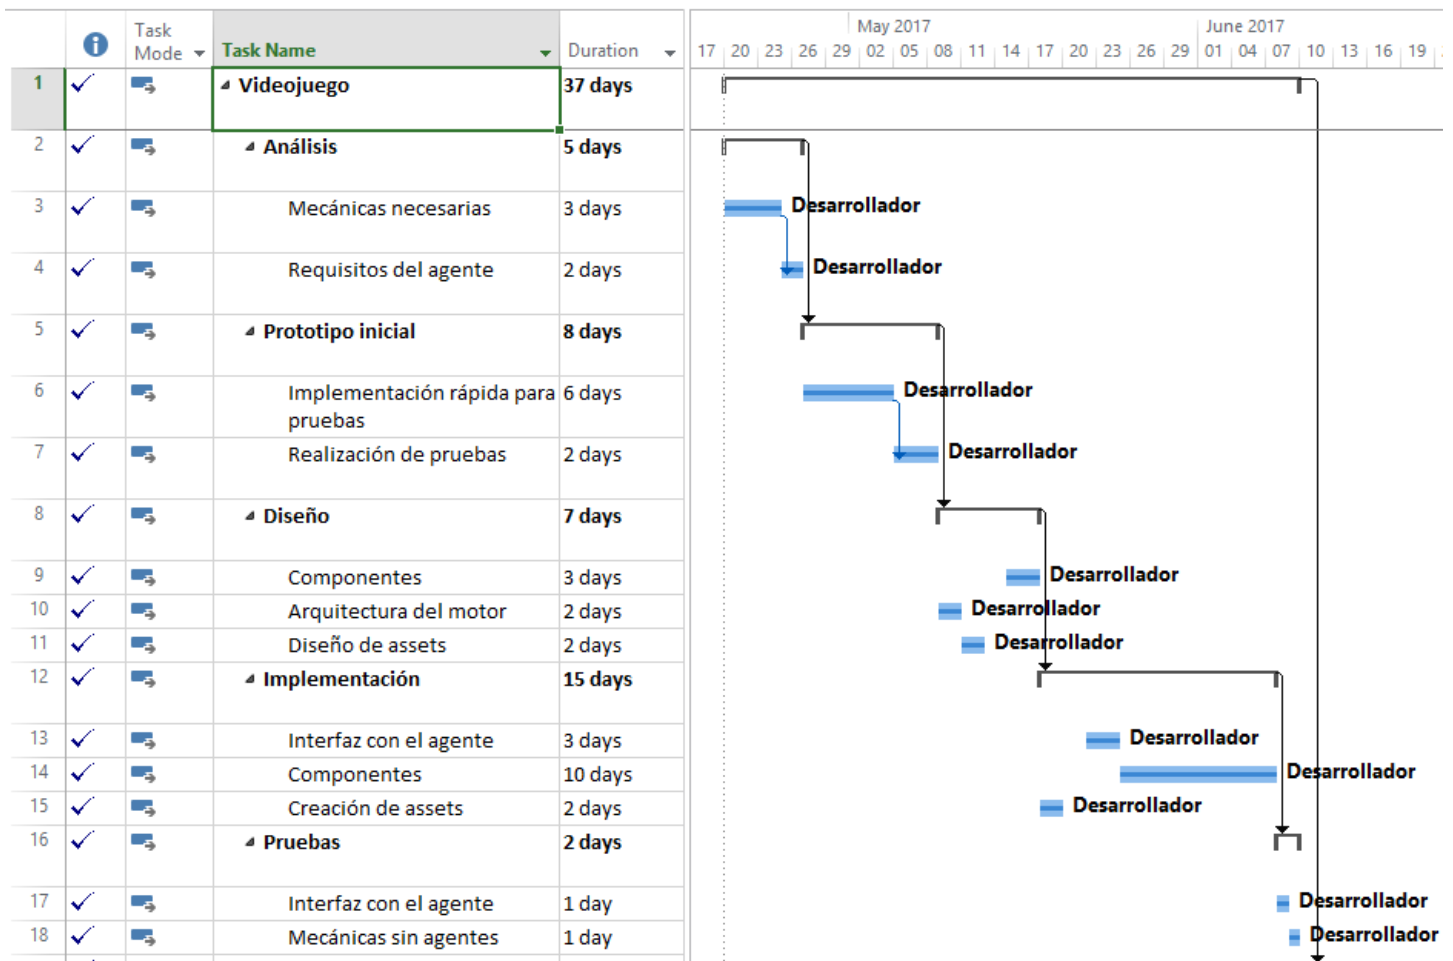 May 2017 June 2017
Task Mode Task Name Duration 17 20 23 26 29 02 05 08 11 14 17 20 23 26 29 01 04 07 10 13 16 19
1 Videojuego 37 days
2 Análisis 5 days
3 Mecánicas necesarias 3 days Desarrollador
4 Requisitos del agente 2 days Desarrollador
5 Prototipo inicial 8 days
6 Implementación rápida para 6 days Desarrollador
pruebas
7 Realización de pruebas 2 days Desarrollador
8 Diseño 7 days
9 Componentes 3 days Desarrollador
10 Arquitectura del motor 2 days Desarrollador
11 Diseño de assets 2 days Desarrollador
12 Implementación 15 days
13 Interfaz con el agente 3 days Desarrollador
14 Componentes 10 days Desarrollador
15 Creación de assets 2 days Desarrollador
16 Pruebas 2 days
17 Interfaz con el agente 1 day Desarrollador
18 Mecánicas sin agentes 1 day Desarrollador